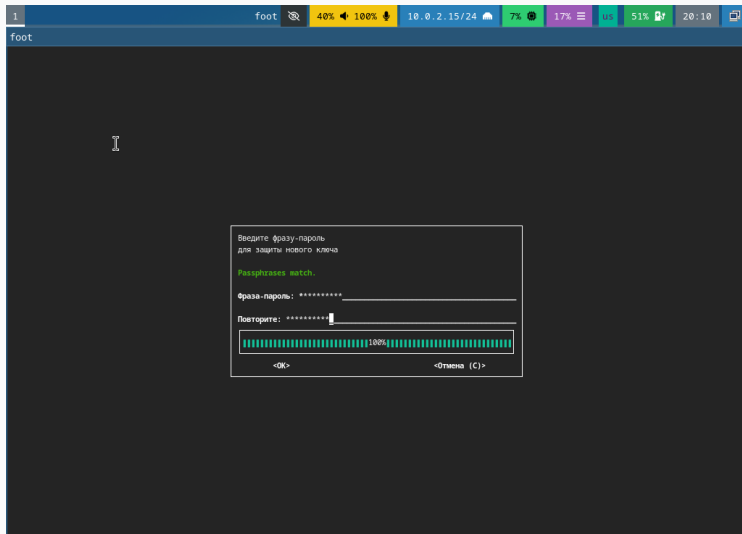 1 foot 40% 100% 10.0.2.15/24 7% 17% us 51% 20:10
foot
Введите фразу-пароль
для защиты нового ключа
Passphrases match.
Фраза-пароль: **********
Повторите: **********
100%
<OK> <Отмена (C)>